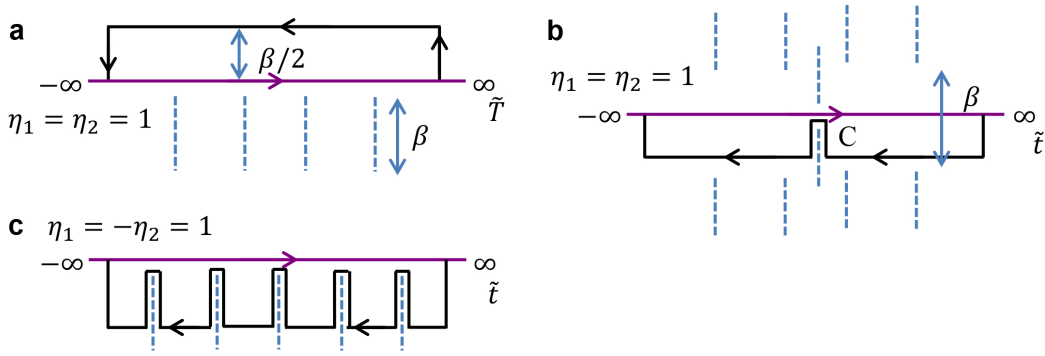 a
β/2
−∞
∞
T̃
η₁ = η₂ = 1
β
b
η₁ = η₂ = 1
β
−∞
∞
C
t̃
c
η₁ = −η₂ = 1
−∞
∞
t̃